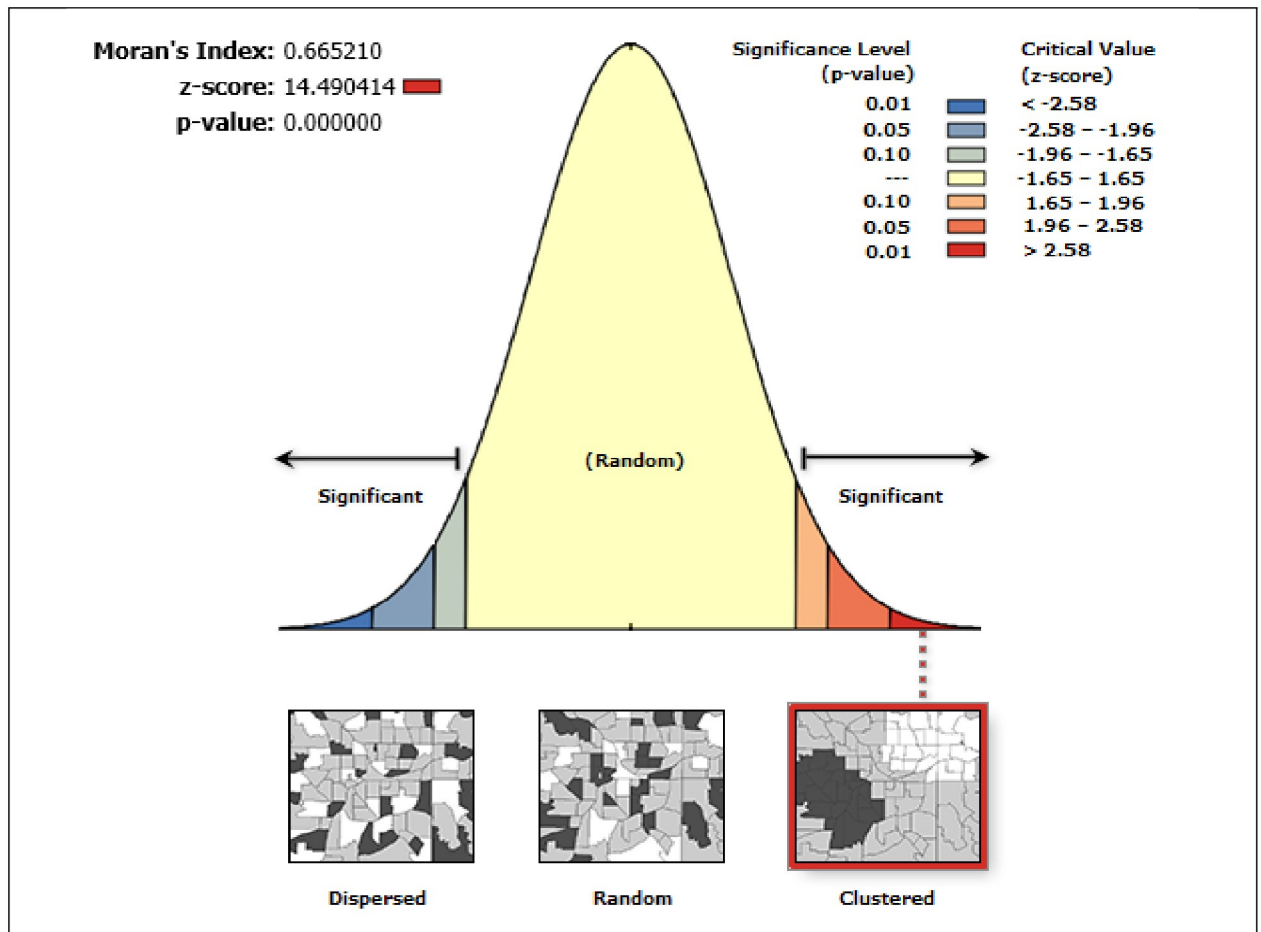 Moran's Index: 0.665210
z-score: 14.490414
p-value: 0.000000
Significance Level (p-value)
Critical Value (z-score)
0.01 < -2.58
0.05 -2.58 – -1.96
0.10 -1.96 – -1.65
--- -1.65 – 1.65
0.10 1.65 – 1.96
0.05 1.96 – 2.58
0.01 > 2.58
(Random)
Significant
Significant
Dispersed
Random
Clustered